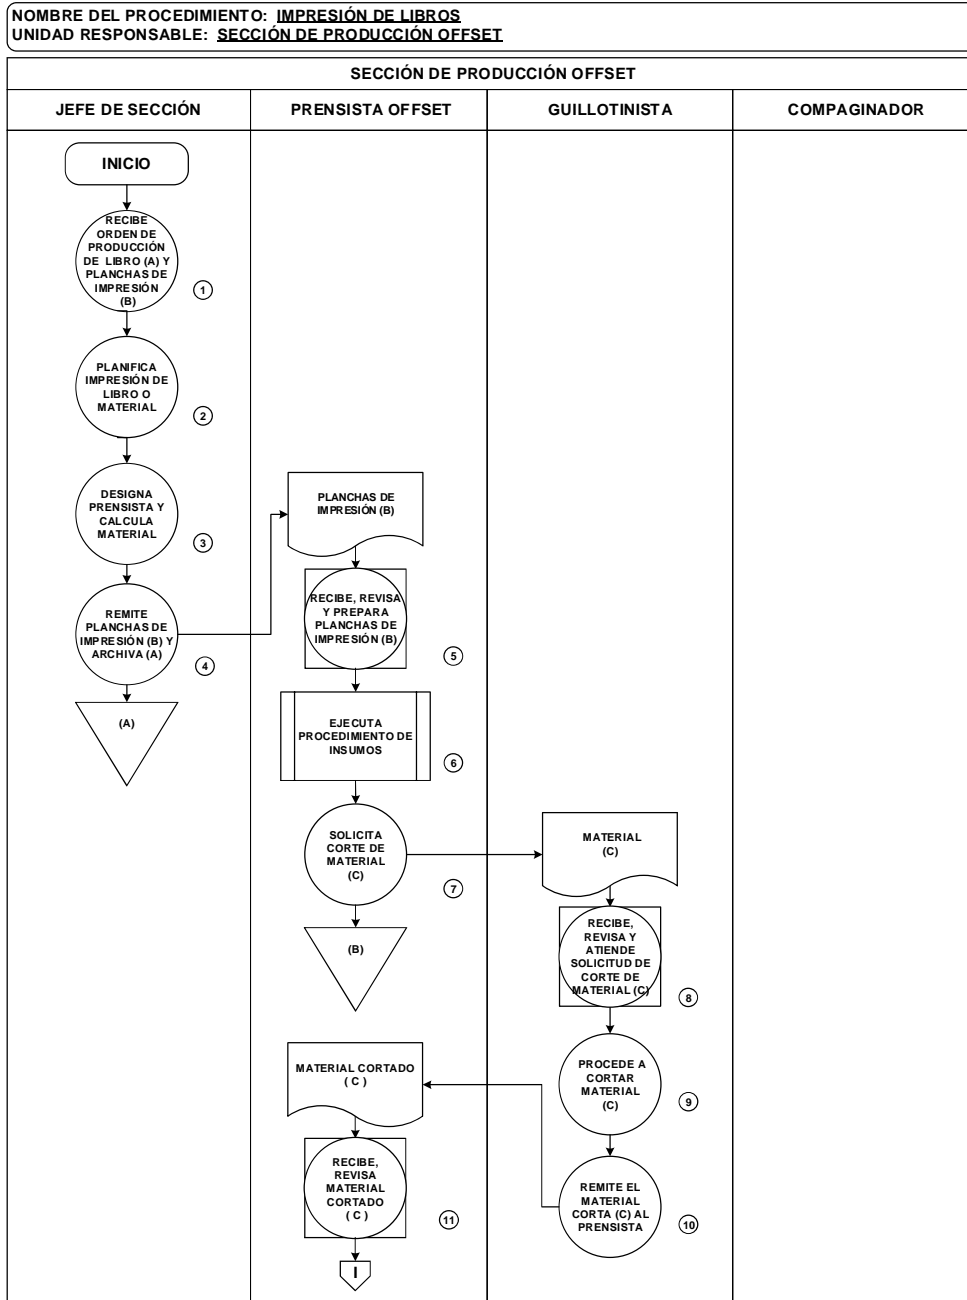 NOMBRE DEL PROCEDIMIENTO: IMPRESIÓN DE LIBROS
UNIDAD RESPONSABLE: SECCIÓN DE PRODUCCIÓN OFFSET
SECCIÓN DE PRODUCCIÓN OFFSET
JEFE DE SECCIÓN
PRENSISTA OFFSET
GUILLOTINISTA
COMPAGINADOR
INICIO
RECIBE
ORDEN DE
PRODUCCIÓN
DE LIBRO (A) Y
PLANCHAS DE
IMPRESIÓN
(B)
1
PLANIFICA
IMPRESIÓN DE
LIBRO O
MATERIAL
2
DESIGNA
PRENSISTA Y
CALCULA
MATERIAL
3
REMITE
PLANCHAS DE
IMPRESIÓN (B) Y
ARCHIVA (A)
4
(A)
PLANCHAS DE
IMPRESIÓN (B)
RECIBE, REVISA
Y PREPARA
PLANCHAS DE
IMPRESIÓN (B)
5
EJECUTA
PROCEDIMIENTO DE
INSUMOS
6
SOLICITA
CORTE DE
MATERIAL
(C)
7
(B)
MATERIAL
(C)
RECIBE,
REVISA Y
ATIENDE
SOLICITUD DE
CORTE DE
MATERIAL (C)
8
PROCEDE A
CORTAR
MATERIAL
(C)
9
REMITE EL
MATERIAL
CORTA (C) AL
PRENSISTA
10
MATERIAL CORTADO
( C )
RECIBE,
REVISA
MATERIAL
CORTADO
( C )
11
I